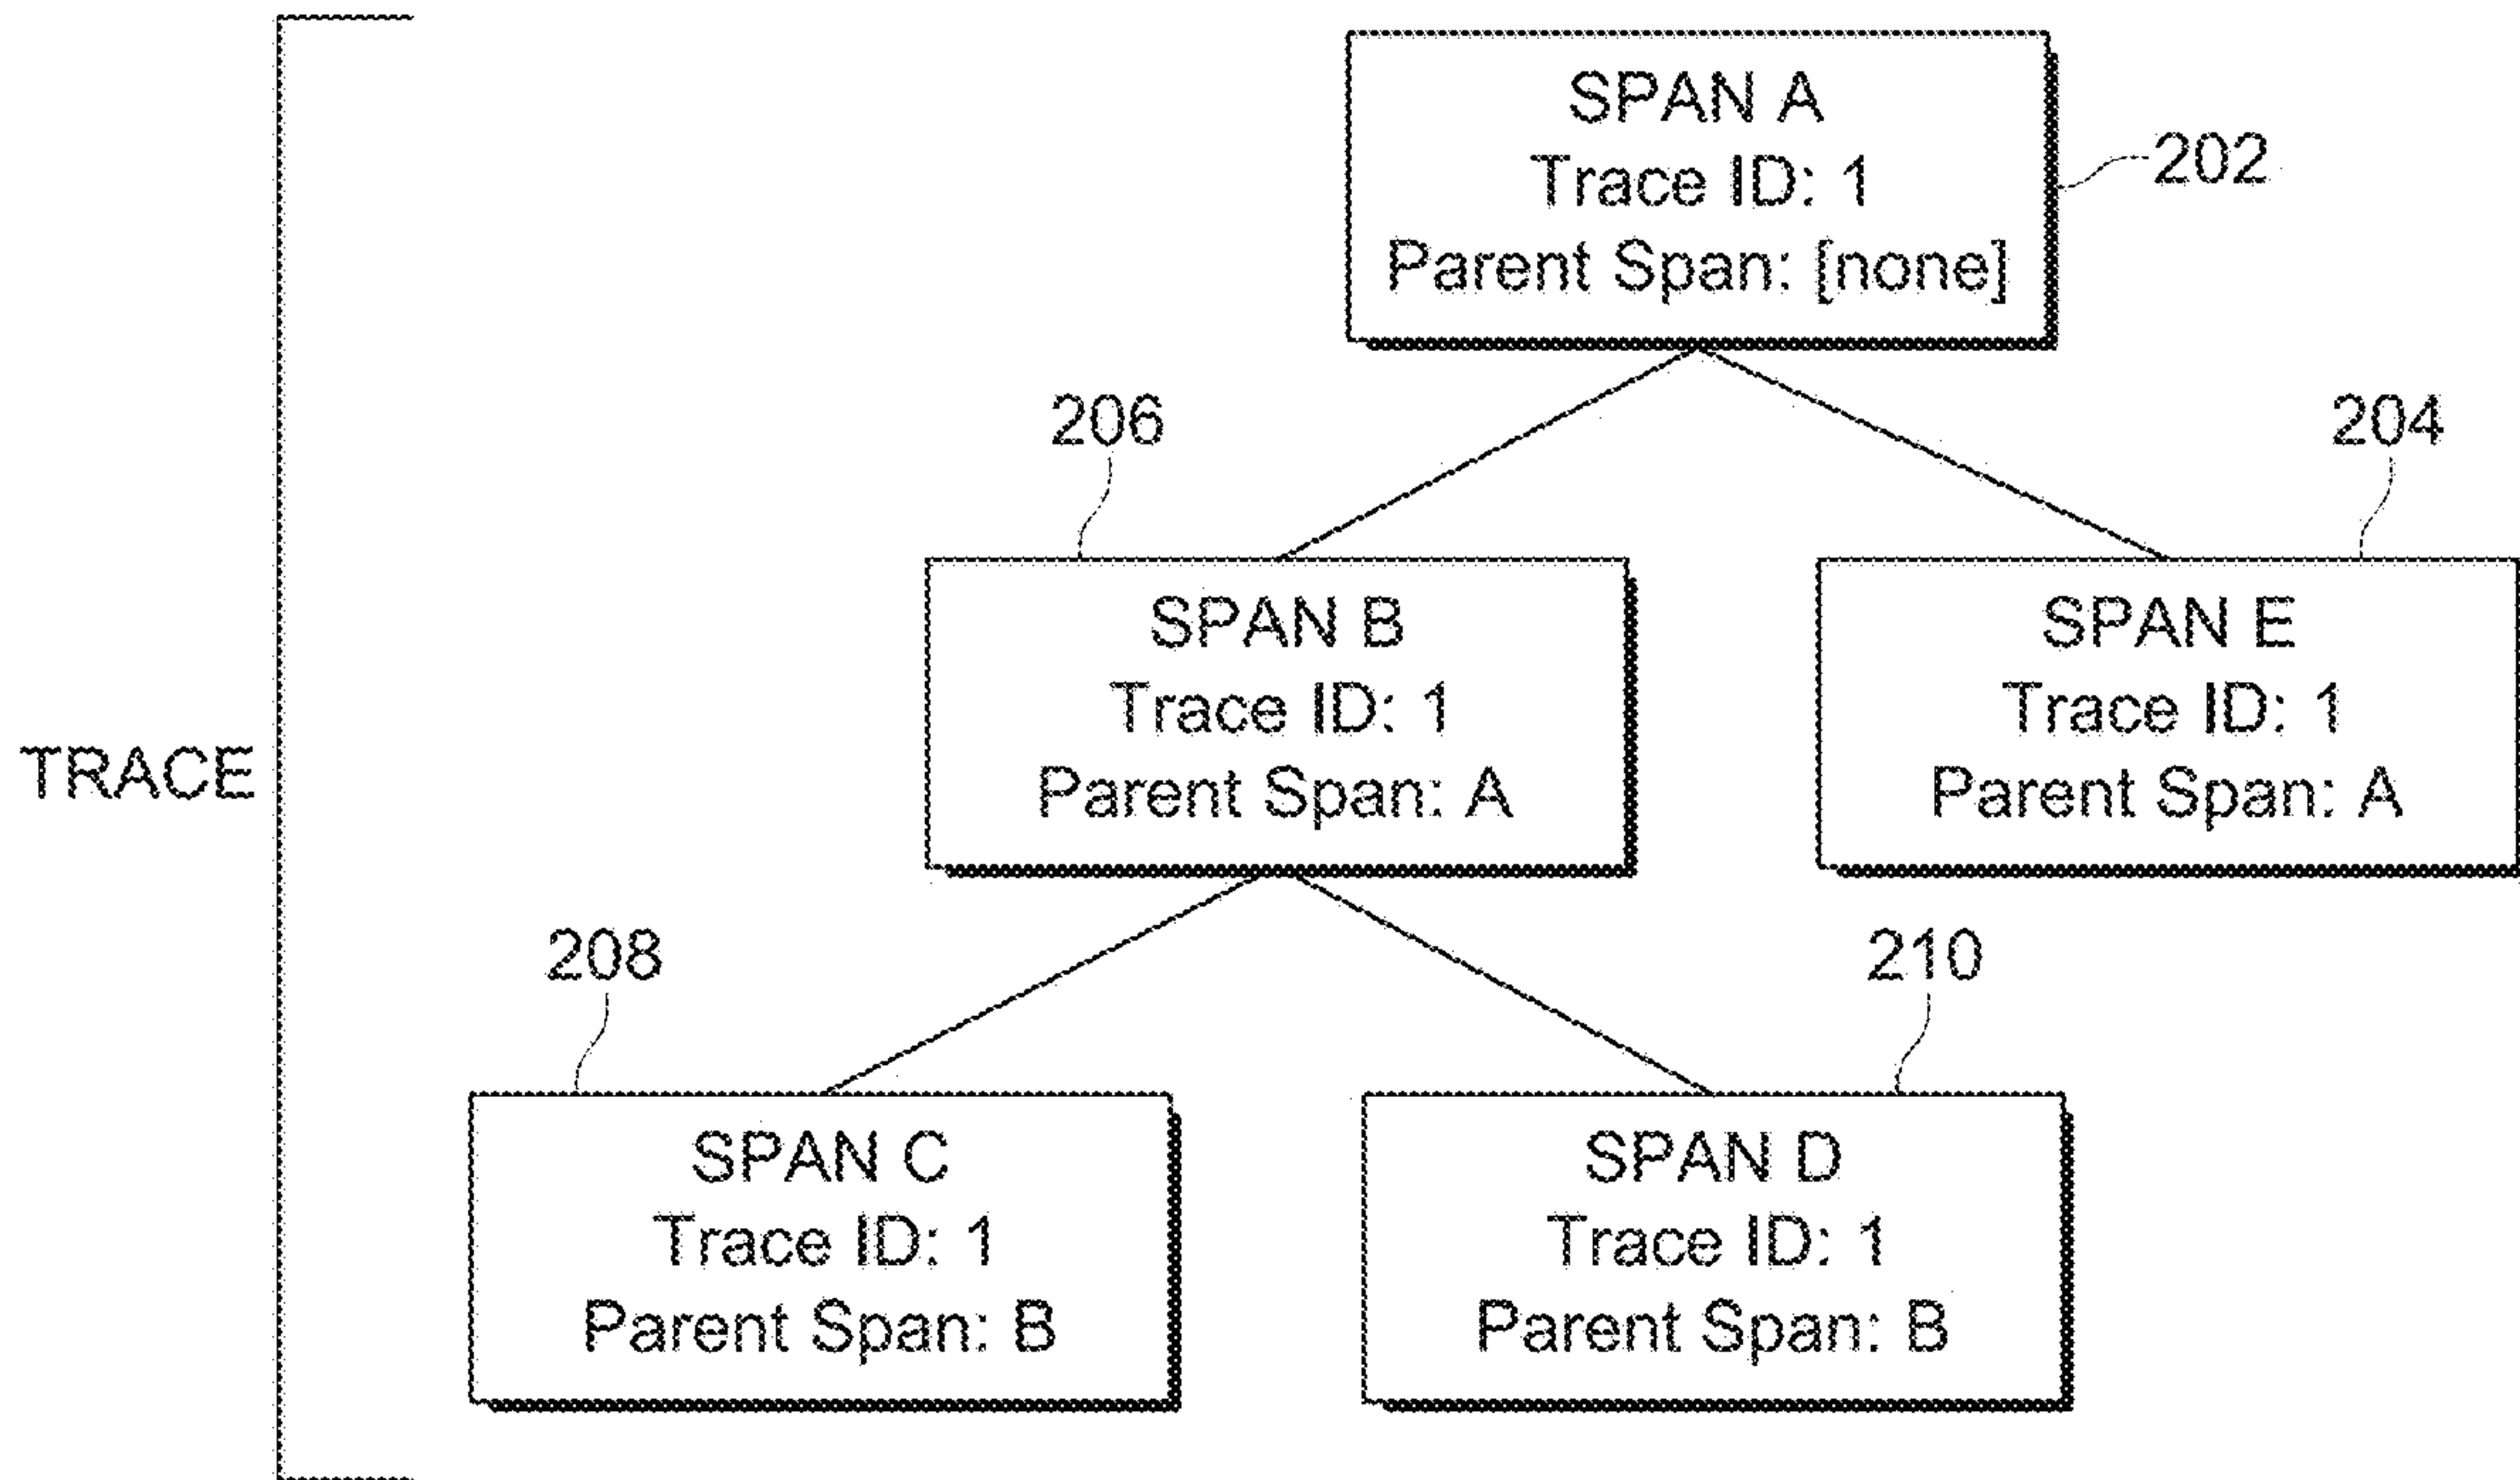 SPAN A
Trace ID: 1
Parent Span: [none]
202
206
204
SPAN B
Trace ID: 1
Parent Span: A
SPAN E
Trace ID: 1
Parent Span: A
TRACE
208
210
SPAN C
Trace ID: 1
Parent Span: B
SPAN D
Trace ID: 1
Parent Span: B